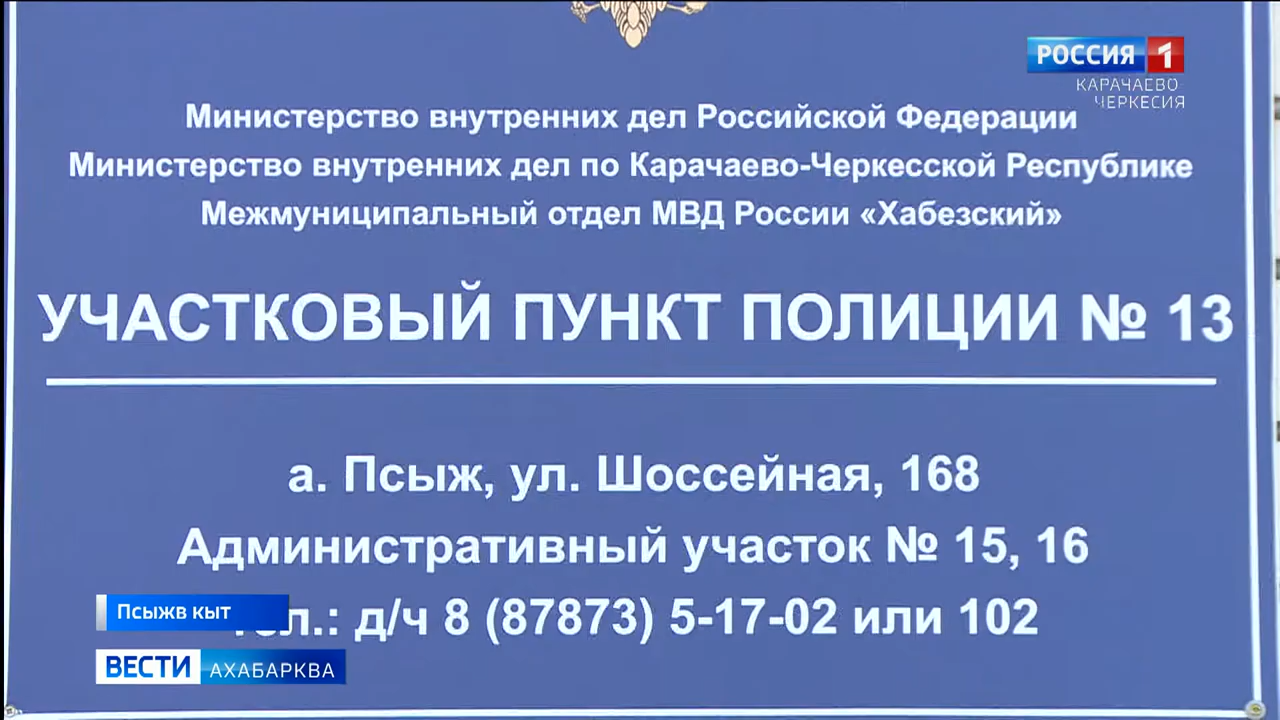 РОССИЯ 1
КАРАЧАЕВО
ЧЕРКЕСИЯ
Министерство внутренних дел Российской Федерации
Министерство внутренних дел по Карачаево-Черкесской Республике
Межмуниципальный отдел МВД России «Хабезский»
УЧАСТКОВЫЙ ПУНКТ ПОЛИЦИИ № 13
а. Псыж, ул. Шоссейная, 168
Административный участок № 15, 16
д/ч 8 (87873) 5-17-02 или 102
Псыжв кыт
ВЕСТИ АХАБАРКВА